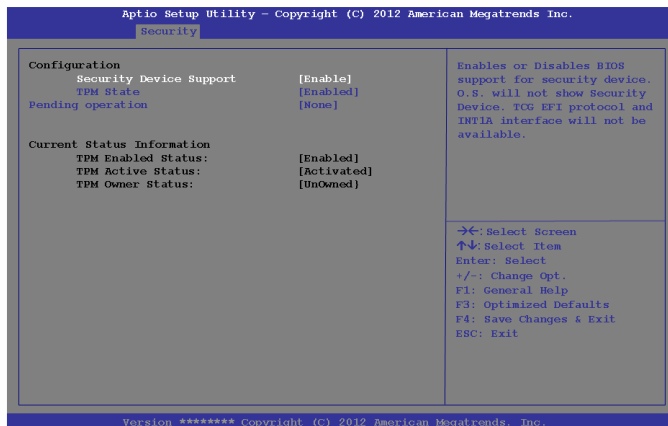 Aptio Setup Utility – Copyright (C) 2012 American Megatrends Inc.
Security
Configuration
Security Device Support [Enable]
TPM State [Enabled]
Pending operation [None]
Current Status Information
TPM Enabled Status: [Enabled]
TPM Active Status: [Activated]
TPM Owner Status: [UnOwned}
Enables or Disables BIOS
support for security device.
O.S. will not show Security
Device. TCG EFI protocol and
INT1A interface will not be
available.
→←:Select Screen
↑↓:Select Item
Enter: Select
+/-: Change Opt.
F1: General Help
F3: Optimized Defaults
F4: Save Changes & Exit
ESC: Exit
Version ******** Copyright (C) 2012 American Megatrends. Inc.